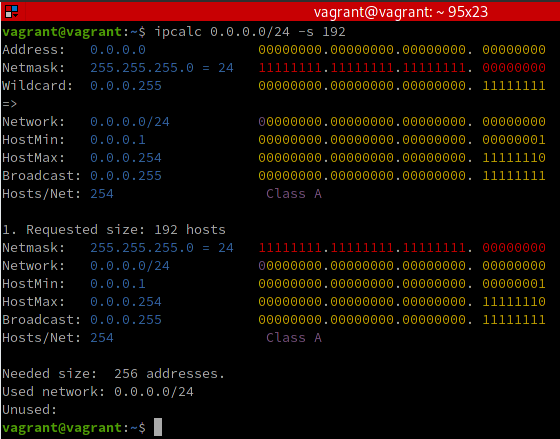 vagrant@vagrant: ~ 95x23
vagrant@vagrant:~$ ipcalc 0.0.0.0/24 -s 192
Address:   0.0.0.0              00000000.00000000.00000000. 00000000
Netmask:   255.255.255.0 = 24   11111111.11111111.11111111. 00000000
Wildcard:  0.0.0.255            00000000.00000000.00000000. 11111111
=>
Network:   0.0.0.0/24           00000000.00000000.00000000. 00000000
HostMin:   0.0.0.1              00000000.00000000.00000000. 00000001
HostMax:   0.0.0.254            00000000.00000000.00000000. 11111110
Broadcast: 0.0.0.255            00000000.00000000.00000000. 11111111
Hosts/Net: 254                   Class A
1. Requested size: 192 hosts
Netmask:   255.255.255.0 = 24   11111111.11111111.11111111. 00000000
Network:   0.0.0.0/24           00000000.00000000.00000000. 00000000
HostMin:   0.0.0.1              00000000.00000000.00000000. 00000001
HostMax:   0.0.0.254            00000000.00000000.00000000. 11111110
Broadcast: 0.0.0.255            00000000.00000000.00000000. 11111111
Hosts/Net: 254                   Class A
Needed size:  256 addresses.
Used network: 0.0.0.0/24
Unused:
vagrant@vagrant:~$